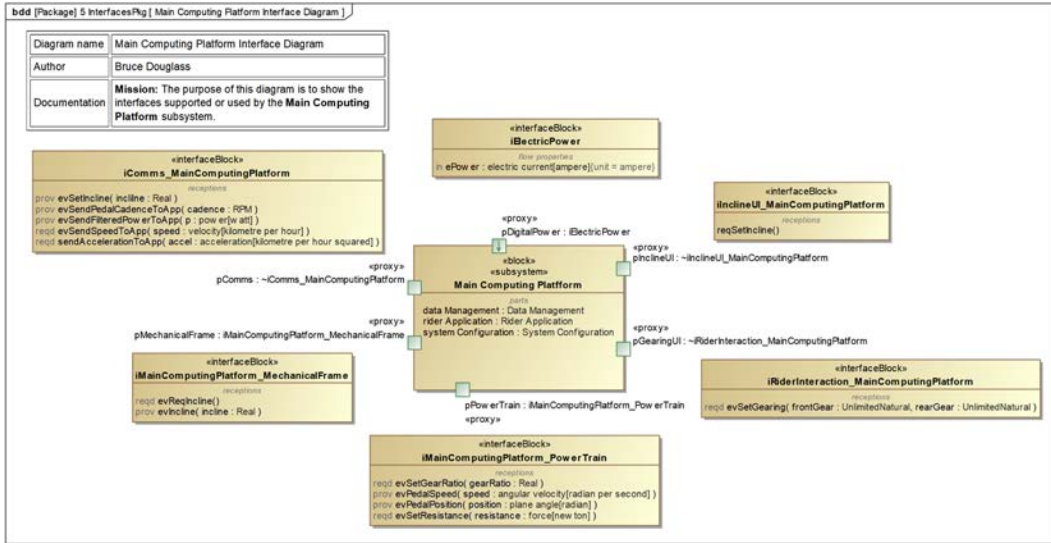 bdd [Package] 5 InterfacesPkg [ Main Computing Platform Interface Diagram ]
Diagram name Main Computing Platform Interface Diagram
Author Bruce Douglass
Documentation Mission: The purpose of this diagram is to show the
interfaces supported or used by the Main Computing
Platform subsystem.
«interfaceBlock»
iElectricPower
flow properties
in ePower : electric current[ampere]{unit = ampere}
«interfaceBlock»
iComms_MainComputingPlatform
receptions
prov evSetIncline( incliine : Real )
prov evSendPedalCadenceToApp( cadence : RPM )
prov evSendFilteredPowerToApp( p : power[watt] )
reqd evSendSpeedToApp( speed : velocity[kilometre per hour] )
reqd sendAccelerationToApp( accel : acceleration[kilometre per hour squared] )
«interfaceBlock»
iInclineUI_MainComputingPlatform
receptions
reqSetIncline()
«proxy»
pDigitalPower : iElectricPower
«proxy»
pInclineUI : ~iInclineUI_MainComputingPlatform
«proxy»
pComms : ~iComms_MainComputingPlatform
«block»
«subsystem»
Main Computing Platfform
parts
data Management : Data Management
rider Application : Rider Application
system Configuration : System Configuration
«proxy»
pMechanicalFrame : iMainComputingPlatform_MechanicalFrame
«proxy»
pGearingUI : ~iRiderInteraction_MainComputingPlatform
«interfaceBlock»
iMainComputingPlatform_MechanicalFrame
receptions
reqd evReqIncline()
prov evIncline( incline : Real )
«interfaceBlock»
iRiderInteraction_MainComputingPlatform
receptions
reqd evSetGearing( frontGear : UnlimitedNatural, rearGear : UnlimitedNatural )
pPowerTrain : iMainComputingPlatform_PowerTrain
«proxy»
«interfaceBlock»
iMainComputingPlatform_PowerTrain
receptions
reqd evSetGearRatio( gearRatio : Real )
prov evPedalSpeed( speed : angular velocity[radian per second] )
prov evPedalPosition( position : plane angle[radian] )
reqd evSetResistance( resistance : force[newton] )